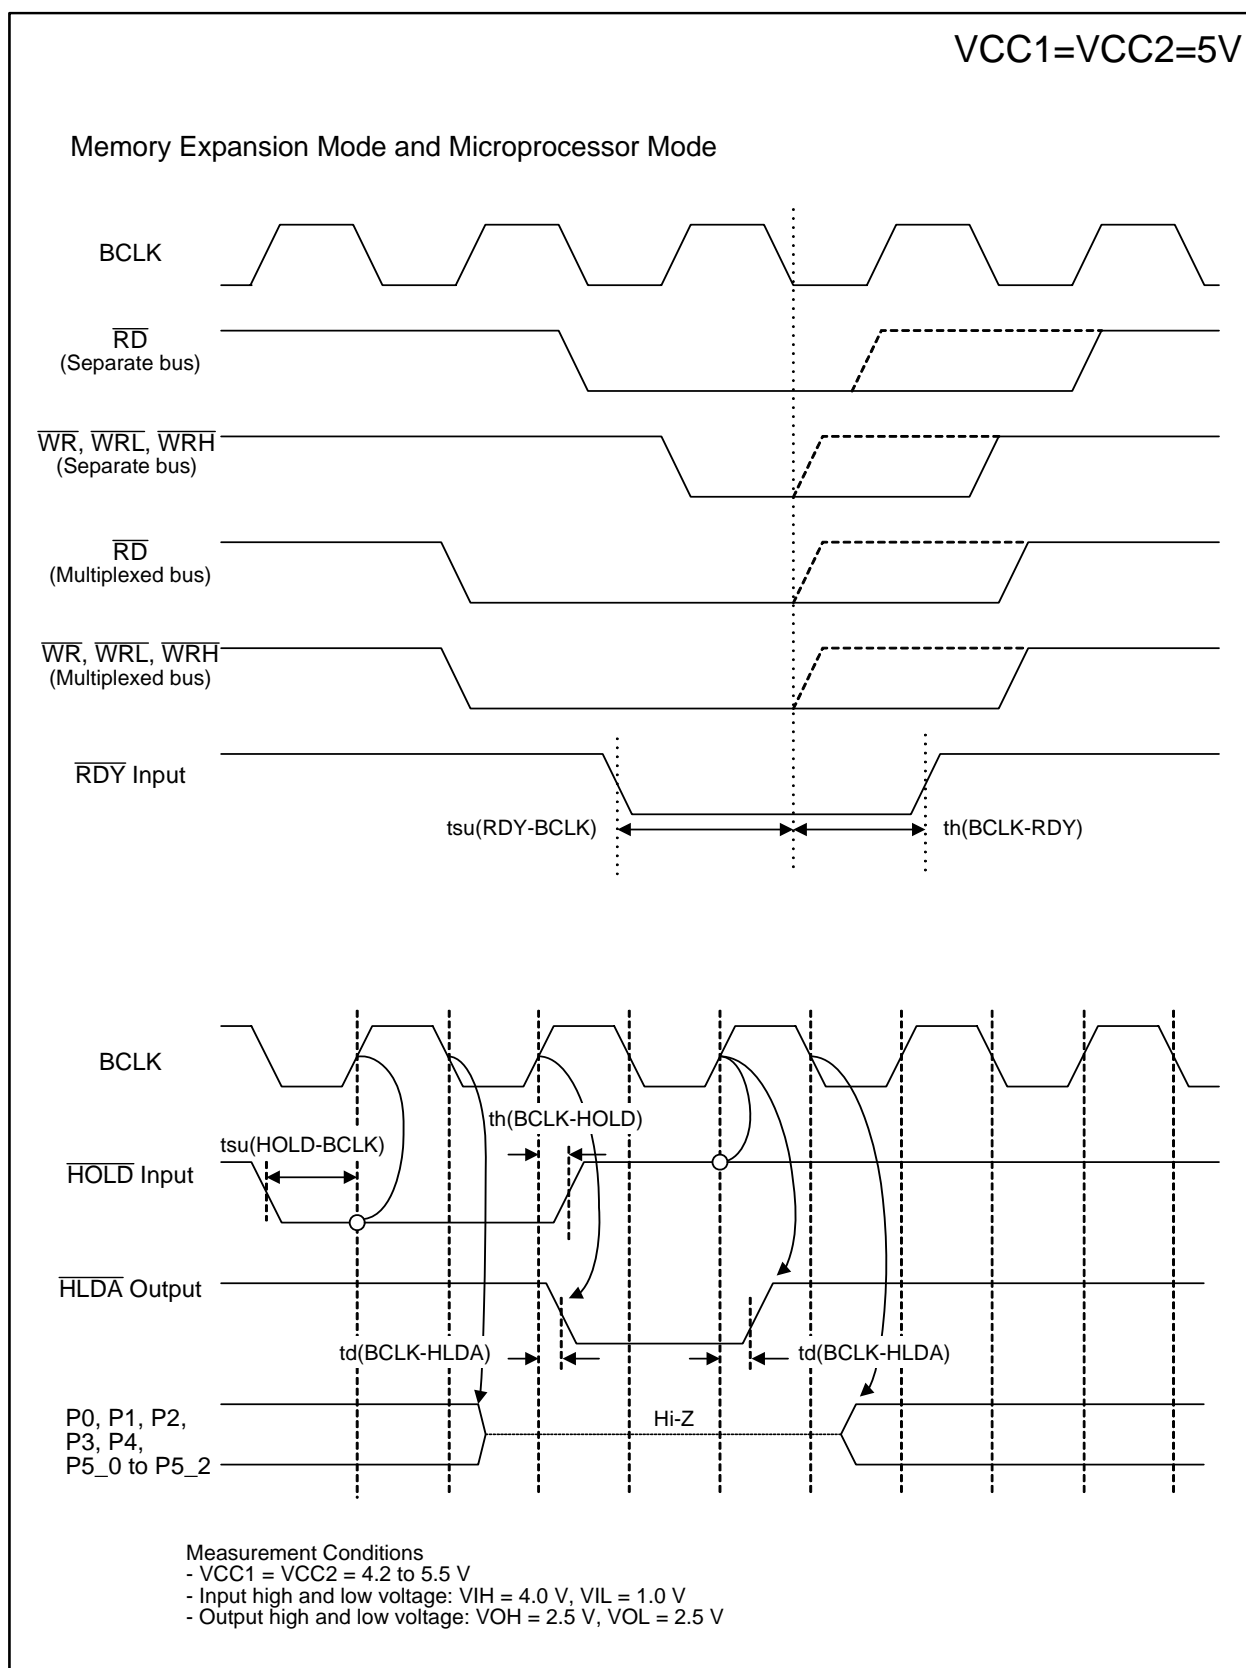 VCC1=VCC2=5V
Memory Expansion Mode and Microprocessor Mode
BCLK
RD
(Separate bus)
WR, WRL, WRH
(Separate bus)
RD
(Multiplexed bus)
WR, WRL, WRH
(Multiplexed bus)
RDY Input
tsu(RDY-BCLK)
th(BCLK-RDY)
BCLK
th(BCLK-HOLD)
tsu(HOLD-BCLK)
HOLD Input
HLDA Output
td(BCLK-HLDA)
td(BCLK-HLDA)
Hi-Z
P0, P1, P2,
P3, P4,
P5_0 to P5_2
Measurement Conditions
- VCC1 = VCC2 = 4.2 to 5.5 V
- Input high and low voltage: VIH = 4.0 V, VIL = 1.0 V
- Output high and low voltage: VOH = 2.5 V, VOL = 2.5 V